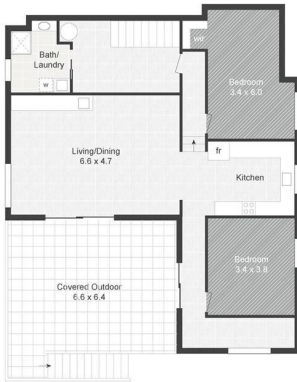 Bath/
Laundry
w
wir
Bedroom
3.4 x 6.0
Living/Dining
6.6 x 4.7
fr
Kitchen
Bedroom
3.4 x 3.8
Covered Outdoor
6.6 x 6.4